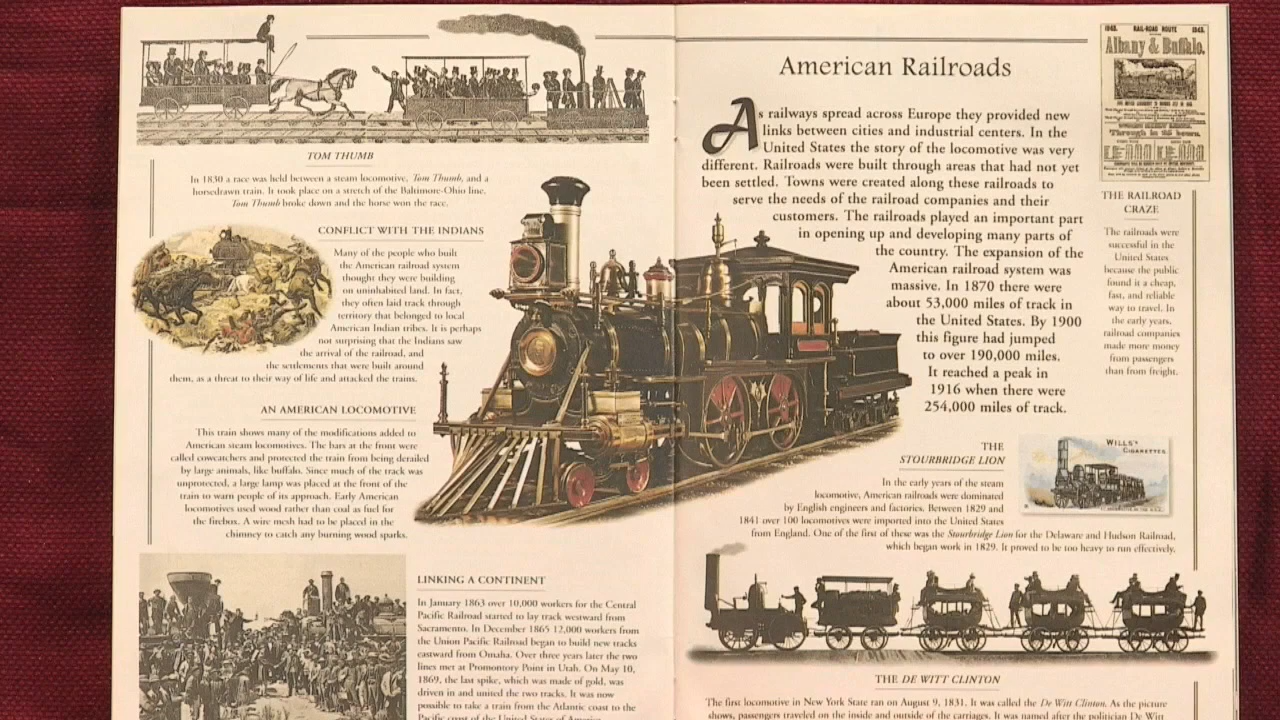 TOM THUMB
In 1830 a race was held between a steam locomotive, Tom Thumb, and a
horsedrawn train. It took place on a stretch of the Baltimore-Ohio line.
Tom Thumb broke down and the horse won the race.
CONFLICT WITH THE INDIANS
Many of the people who built
the American railroad system
thought they were building
on uninhabited land. In fact,
they often laid track through
territory that belonged to local
American Indian tribes. It is perhaps
not surprising that the Indians saw
the arrival of the railroad, and
the settlements that were built around
them, as a threat to their way of life and attacked the trains.
AN AMERICAN LOCOMOTIVE
This train shows many of the modifications added to
American steam locomotives. The bars at the front were
called cowcatchers and protected the train from being derailed
by large animals, like buffalo. Since much of the track was
unprotected, a large lamp was placed at the front of the
train to warn people of its approach. Early American
locomotives used wood rather than coal as fuel for
the firebox. A wire mesh had to be placed in the
chimney to catch any burning wood sparks.
LINKING A CONTINENT
In January 1863 over 10,000 workers for the Central
Pacific Railroad started to lay track westward from
Sacramento. In December 1865 12,000 workers from
the Union Pacific Railroad began to build new tracks
eastward from Omaha. Over three years later the two
lines met at Promontory Point in Utah. On May 10,
1869, the last spike, which was made of gold, was
driven in and united the two tracks. It was now
possible to take a train from the Atlantic coast to the
Pacific coast of the United States of America
American Railroads
As railways spread across Europe they provided new
links between cities and industrial centers. In the
United States the story of the locomotive was very
different. Railroads were built through areas that had not yet
been settled. Towns were created along these railroads to
serve the needs of the railroad companies and their
customers. The railroads played an important part
in opening up and developing many parts of
the country. The expansion of the
American railroad system was
massive. In 1870 there were
about 53,000 miles of track in
the United States. By 1900
this figure had jumped
to over 190,000 miles.
It reached a peak in
1916 when there were
254,000 miles of track.
RAIL-ROAD ROUTE
Albany & Buffalo.
THE RAILROAD
CRAZE
The railroads were
successful in the
United States
because the public
found it a cheap,
fast, and reliable
way to travel. In
the early years,
railroad companies
made more money
from passengers
than from freight.
THE
STOURBRIDGE LION
WILLS'S
CIGARETTES
In the early years of the steam
locomotive, American railroads were dominated
by English engineers and factories. Between 1829 and
1841 over 100 locomotives were imported into the United States
from England. One of the first of these was the Stourbridge Lion for the Delaware and Hudson Railroad,
which began work in 1829. It proved to be too heavy to run effectively.
THE DE WITT CLINTON
The first locomotive in New York State ran on August 9, 1831. It was called the De Witt Clinton. As the picture
shows, passengers traveled on the inside and outside of the carriages. It was named after the politician De Witt